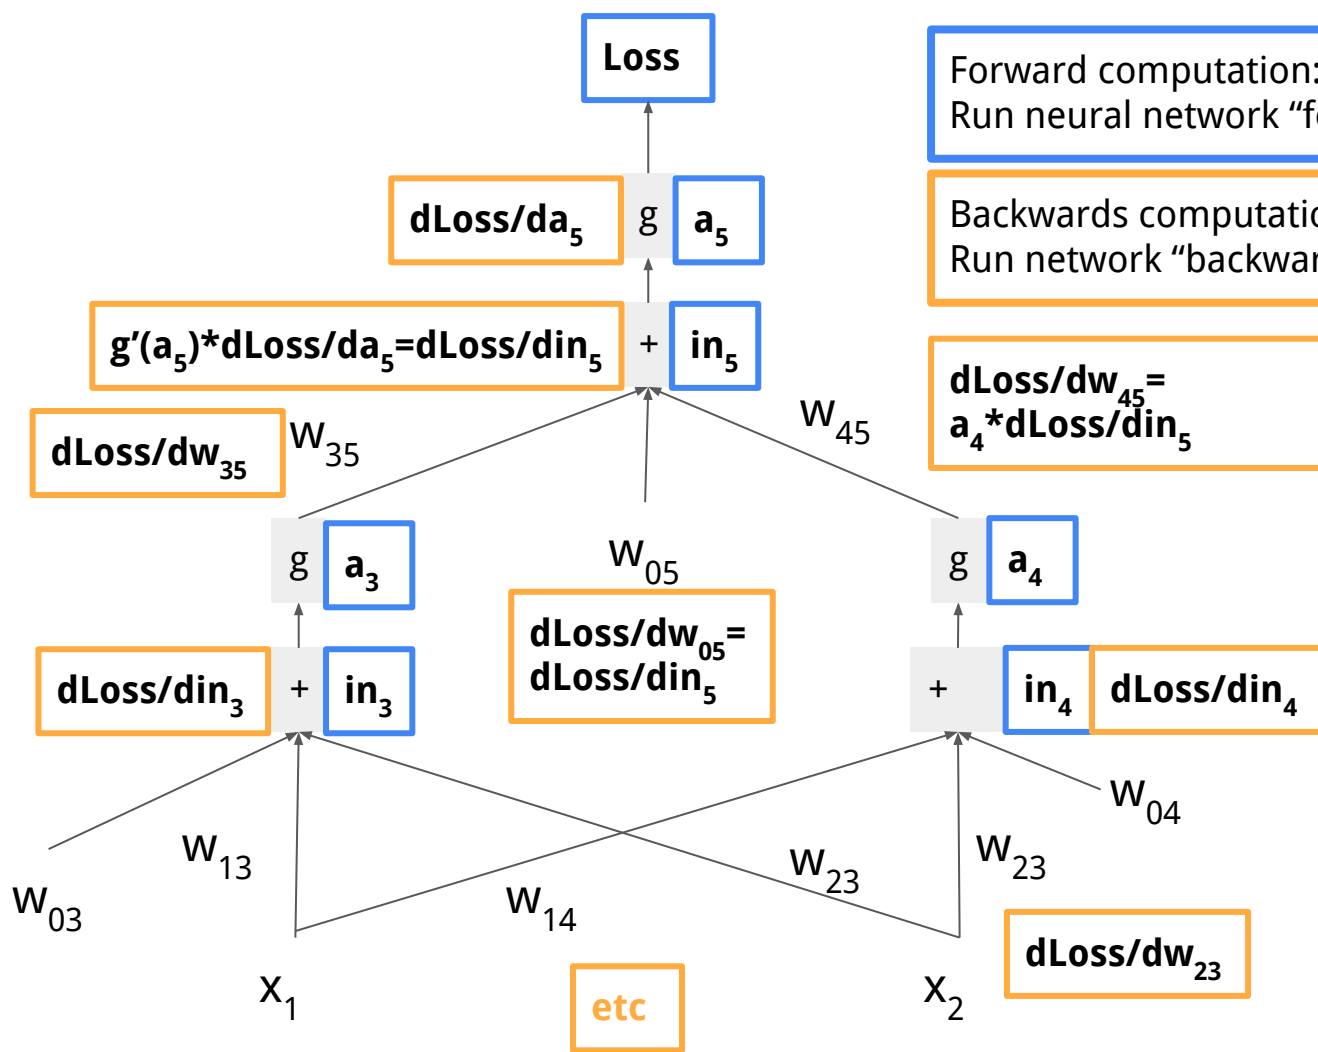 Loss
Forward computation:
Run neural network “f
dLoss/da5
g
a5
Backwards computatio
Run network “backwar
g’(a5)*dLoss/da5=dLoss/din5
+
in5
dLoss/dw45=
a4*dLoss/din5
dLoss/dw35
w35
w45
g
a3
w05
g
a4
dLoss/dw05=
dLoss/din5
dLoss/din3
+
in3
+
in4
dLoss/din4
w04
w13
w23
w23
w03
w14
dLoss/dw23
x1
etc
x2